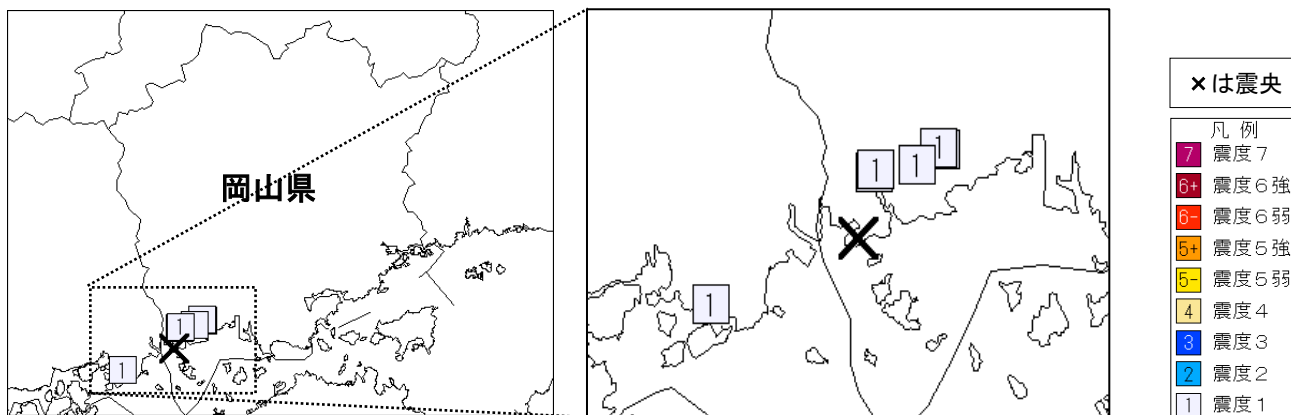 岡山県
1
1
1
1
1
1
×は震央
凡 例
7 震度７
6+ 震度６強
6- 震度６弱
5+ 震度５強
5- 震度５弱
4 震度４
3 震度３
2 震度２
1 震度１